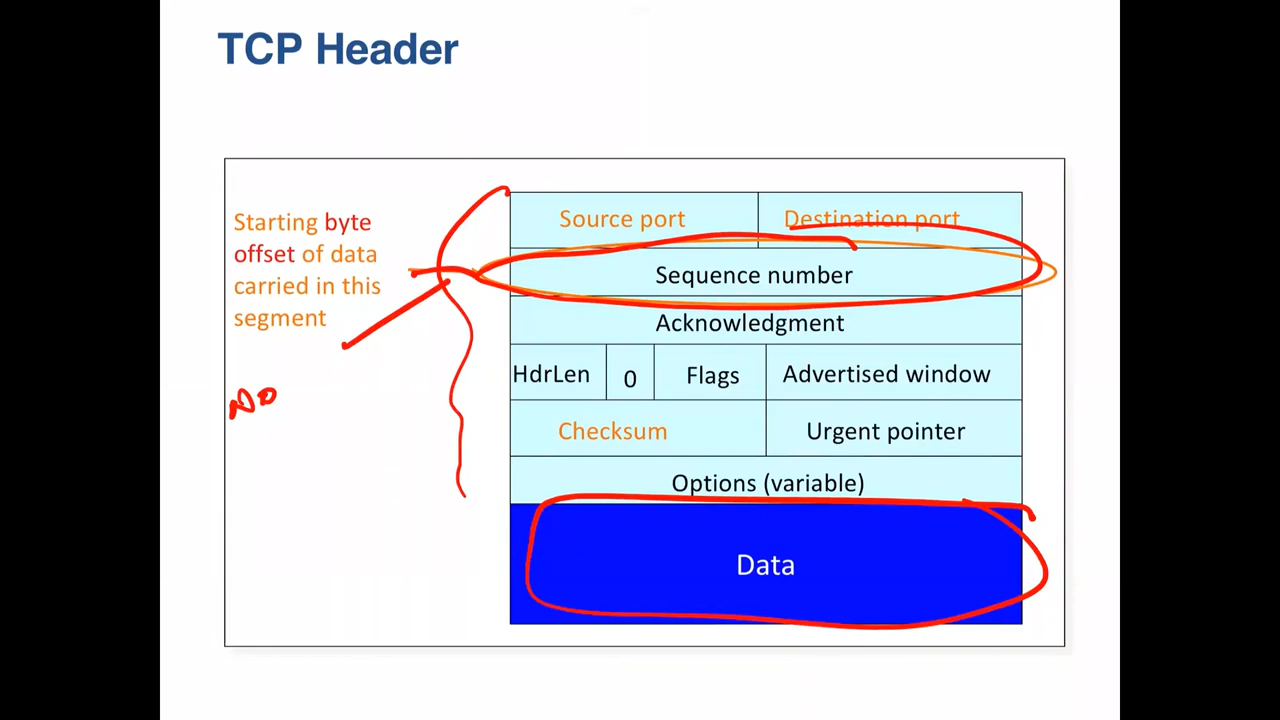 TCP Header
Starting byte
offset of data
carried in this
segment
No
Source port
Destination port
Sequence number
Acknowledgment
HdrLen
0
Flags
Advertised window
Checksum
Urgent pointer
Options (variable)
Data